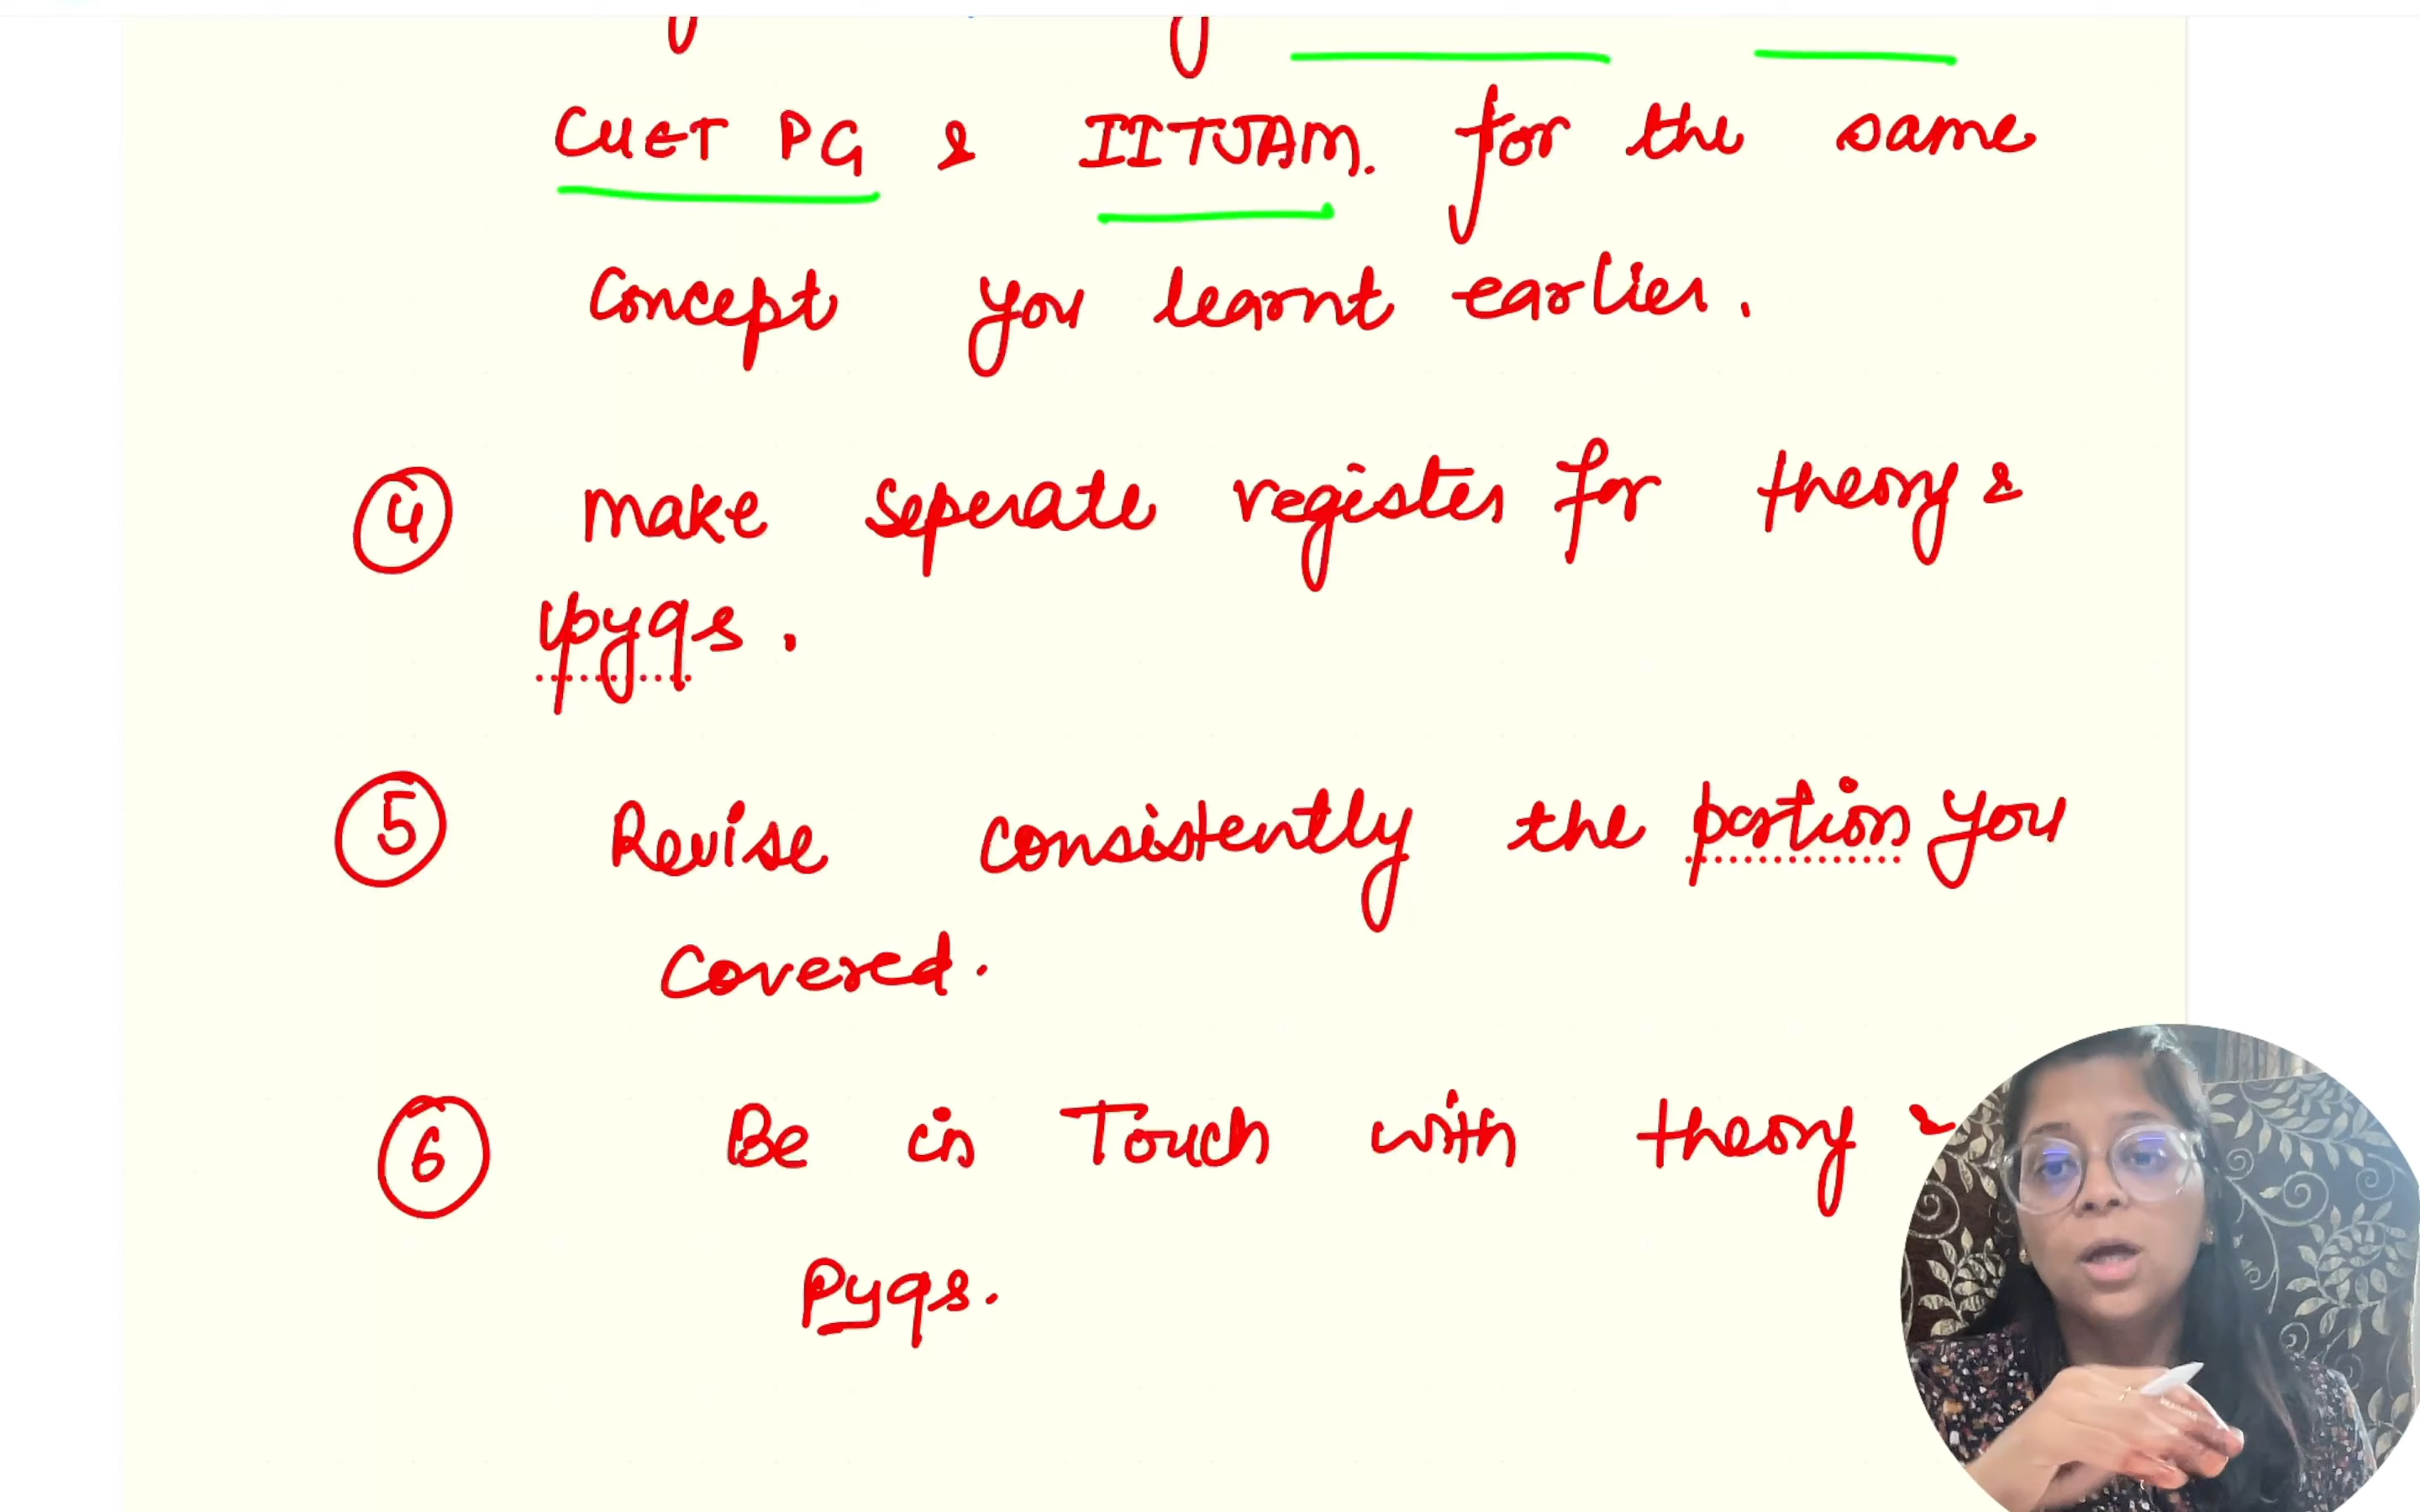 CUET PG & IITJAM. for the same
concept you learnt earlier.
④ Make seperate register for theory &
pyqs.
⑤ Revise consistently the portion you
covered.
⑥ Be in Touch with theory &
Pyqs.